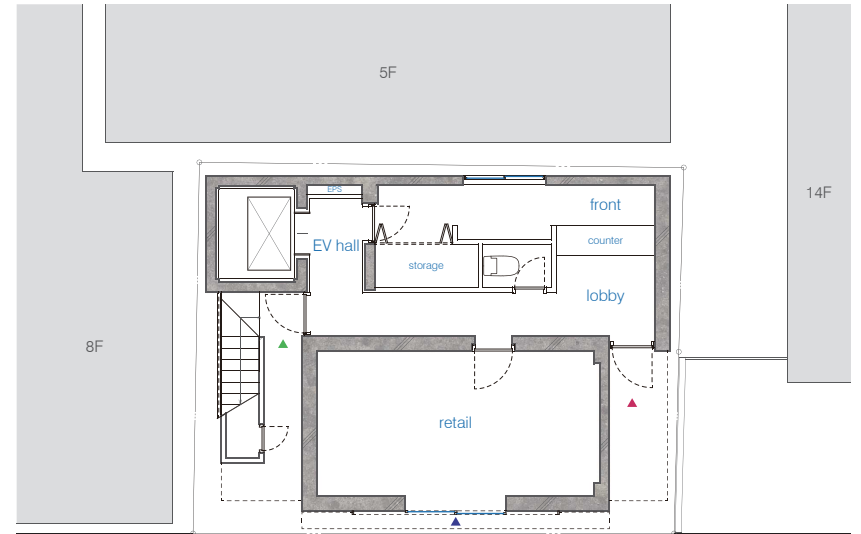 5F
14F
EPS
front
EV hall
counter
storage
lobby
8F
retail